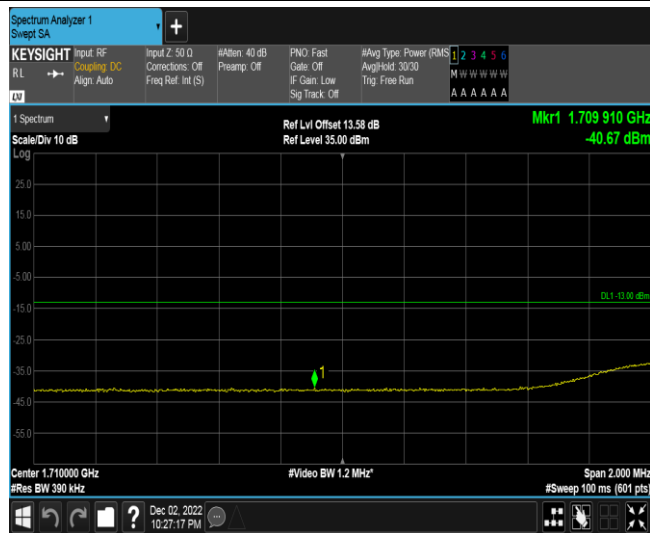 Spectrum Analyzer 1
Swept SA
+
KEYSIGHT
RL
LXI
Input: RF
Coupling: DC
Align: Auto
Input Z: 50 Ω
Corrections: Off
Freq Ref: Int (S)
#Atten: 40 dB
Preamp: Off
PNO: Fast
Gate: Off
IF Gain: Low
Sig Track: Off
#Avg Type: Power (RMS
Avg|Hold: 30/30
Trig: Free Run
1 2 3 4 5 6
M W W W W W
A A A A A A
1 Spectrum
Scale/Div 10 dB
Ref Lvl Offset 13.58 dB
Ref Level 35.00 dBm
Mkr1 1.709 910 GHz
-40.67 dBm
Log
25.0
15.0
5.00
-5.00
DL1 -13.00 dBm
-15.0
-25.0
-35.0
1
-45.0
-55.0
Center 1.710000 GHz
#Video BW 1.2 MHz*
Span 2.000 MHz
#Res BW 390 kHz
#Sweep 100 ms (601 pts)
?
Dec 02, 2022
10:27:17 PM